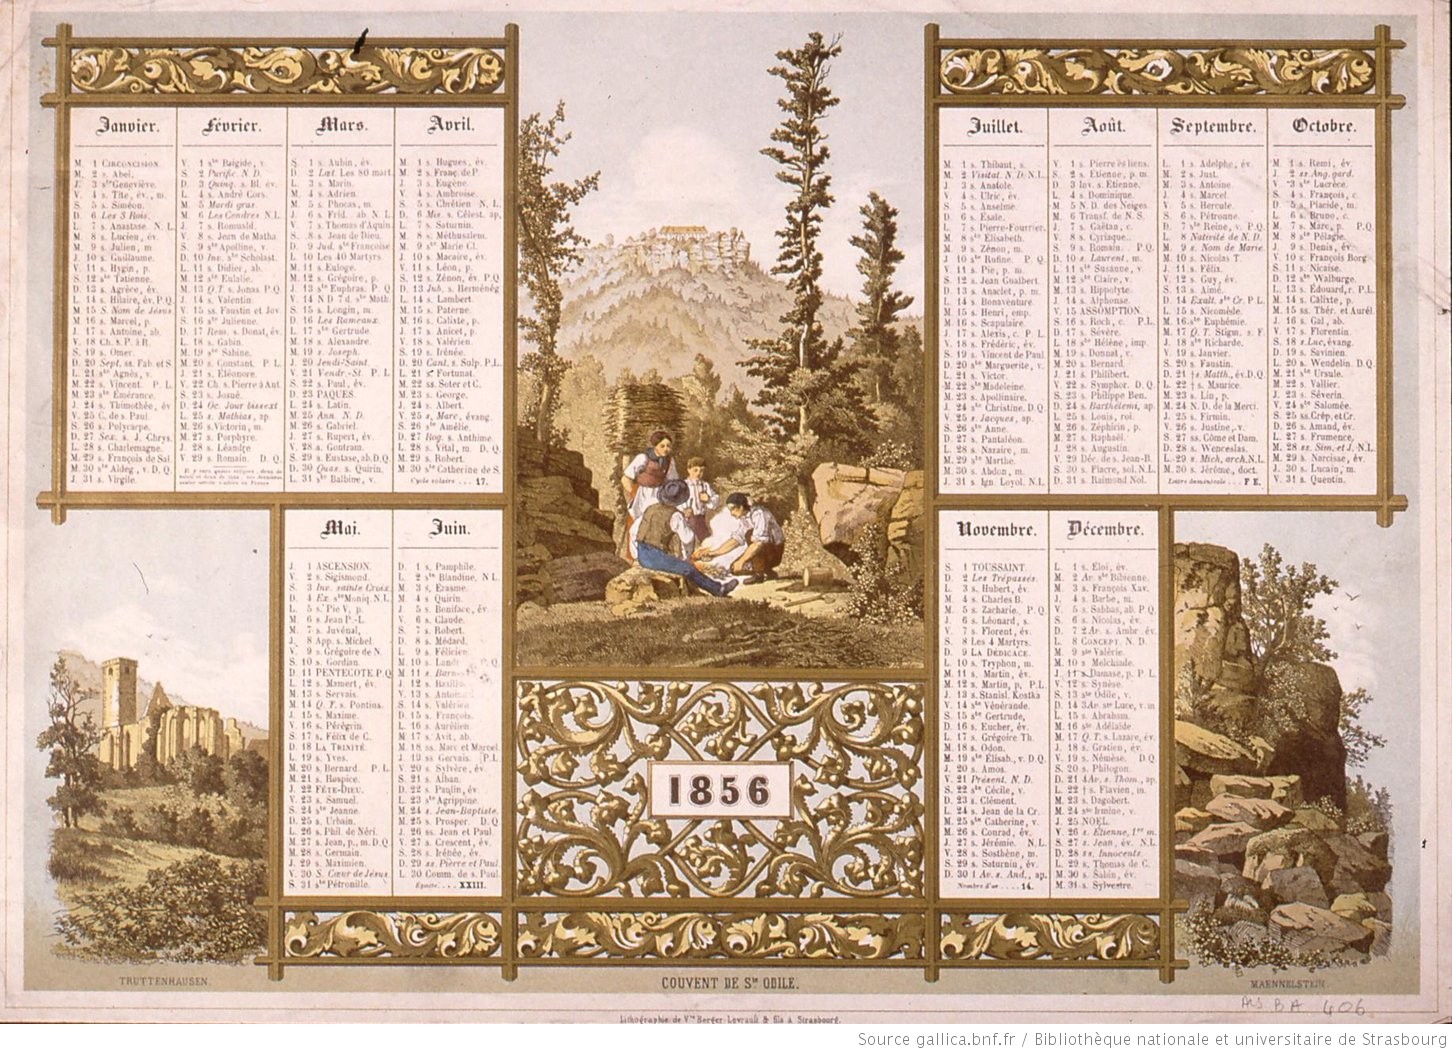 Janvier.
M. 1 CIRCONCISION.
M. 2 s. Abel.
J. 3 ste Geneviève.
V. 4 s. Tite, év., m.
S. 5 s. Siméon.
D. 6 Les 3 Rois.
L. 7 s. Anastase N. L.
M. 8 s. Lucien, év.
M. 9 s. Julien, m.
J. 10 s. Guillaume.
V. 11 s. Hygin, p.
S. 12 ste Tatienne.
D. 13 s. Agrèce, év.
L. 14 s. Hilaire, év. P. Q.
M. 15 S. Nom de Jésus
M. 16 s. Marcel, p.
J. 17 s. Antoine, ab.
V. 18 Ch. s. P. à R.
S. 19 s. Omer.
D. 20 Sept. ss. Fab et S.
L. 21 ste Agnès, v.
M. 22 s. Vincent. P. L.
M. 23 ste Émérance.
J. 24 s. Thimothée, év
V. 25 C. de s. Paul.
S. 26 s. Polycarpe.
D. 27 Sex. s. J. Chrys.
L. 28 s. Charlemagne.
M. 29 s. François de Sal
M. 30 ste Aldeg., v. D. Q.
J. 31 s. Virgile.
Février.
V. 1 ste Brigide, v.
S. 2 Purific. N. D.
D. 3 Quinq. s. Bl. év.
L. 4 s. André Cors.
M. 5 Mardi gras.
M. 6 Les Cendres N. L.
J. 7 s. Romuald.
V. 8 s. Jean de Matha.
S. 9 s. Apolline, v.
D. 10 Inv. ste Scholast.
L. 11 s. Didier, ab.
M. 12 ste Eulalie.
M. 13 Q. T. s. Jonas. P. Q.
J. 14 s. Valentin.
V. 15 ss. Faustin et Jov.
S. 16 ste Julienne.
D. 17 Rem. s. Donat, év.
L. 18 s. Gabin.
M. 19 ste Sabine.
M. 20 s. Constant. P. L.
J. 21 s. Eléonore.
V. 22 Ch. s. Pierre à Ant.
S. 23 s. Josué.
D. 24 Oc. Jour bissext
L. 25 s. Mathias, ap.
M. 26 s. Victorin, m.
M. 27 s. Porphyre.
J. 28 s. Léandre
V. 29 s. Romain. D. Q.
Mars.
S. 1 s. Aubin, év.
D. 2 Læt. Les 80 mart.
L. 3 s. Marin.
M. 4 s. Adrien.
M. 5 s. Phocas, m.
J. 6 s. Frid., ab. N. L.
V. 7 s. Thomas d'Aquin
S. 8 s. Jean de Dieu.
D. 9 Jud. ste Françoise
L. 10 Les 40 Martyrs.
M. 11 s. Euloge.
M. 12 s. Grégoire, p.
J. 13 ste Euphras. P. Q.
V. 14 N D 7 d. ste Math.
S. 15 s. Longin, m.
D. 16 Les Rameaux.
L. 17 ste Gertrude.
M. 18 s. Alexandre.
M. 19 s. Joseph.
J. 20 Jeudi-Saint.
V. 21 Vendr.-St. P. L.
S. 22 s. Paul, év.
D. 23 PAQUES.
L. 24 s. Latin.
M. 25 Ann. N. D.
M. 26 s. Gabriel.
J. 27 s. Rupert, év.
V. 28 s. Gontram.
S. 29 s. Eustase, ab. D. Q.
D. 30 Quas. s. Quirin.
L. 31 ste Balbine, v.
Avril.
M. 1 s. Hugues, év.
M. 2 s. Franç. de P.
J. 3 s. Eugène.
V. 4 s. Ambroise.
S. 5 s. Chrétien N. L.
D. 6 Mis. s. Célest. ap.
L. 7 s. Saturnin.
M. 8 s. Méthusalem.
M. 9 ste Marie Cl.
J. 10 s. Macaire, év.
V. 11 s. Léon, p.
S. 12 s. Zénon, év. P. Q.
D. 13 Jub. s. Herménég
L. 14 s. Lambert.
M. 15 s. Paterne.
M. 16 s. Calixte, p.
J. 17 s. Anicet, p.
V. 18 s. Valérien.
S. 19 s. Irénée.
D. 20 Cant. s. Sulp. P. L.
L. 21 s. Fortunat.
M. 22 ss. Soter et C.
M. 23 s. George.
J. 24 s. Albert.
V. 25 s. Marc, évang.
S. 26 ste Amélie.
D. 27 Rog. s. Anthime.
L. 28 s. Vital, m. D. Q.
M. 29 s. Robert.
M. 30 ste Catherine de S.
Cycle solaire . . . 17.
Mai.
J. 1 ASCENSION.
V. 2 s. Sigismond.
S. 3 Inv. sainte Croix.
D. 4 Ex. ste Moniq. N. L.
L. 5 s. Pie V, p.
M. 6 s. Jean P.-L.
M. 7 s. Juvénal,
J. 8 App. s. Michel.
V. 9 s. Grégoire de N.
S. 10 s. Gordian.
D. 11 PENTECOTE P. Q.
L. 12 s. Mamert, év.
M. 13 s. Servais.
M. 14 Q. T. s. Pontius.
J. 15 s. Maxime.
V. 16 s. Pérégrin.
S. 17 s. Félix de C.
D. 18 LA TRINITÉ.
L. 19 s. Yves.
M. 20 s. Bernard. P. L.
M. 21 s. Hospice.
J. 22 FÊTE-DIEU.
V. 23 s. Samuel.
S. 24 ste Jeanne.
D. 25 s. Urbain.
L. 26 s. Phil. de Néri.
M. 27 s. Jean, p., m. D. Q.
M. 28 s. Germain.
J. 29 s. Maximien.
V. 30 S. Cœur de Jésus.
S. 31 ste Pétronille.
Juin.
D. 1 s. Pamphile.
L. 2 ste Blandine, N L.
M. 3 s. Erasme.
M. 4 s. Quirin.
J. 5 s. Boniface, év.
V. 6 s. Claude.
S. 7 s. Robert.
D. 8 s. Médard.
L. 9 s. Félicien
M. 10 s.
M. 11 s.
J. 12 s.
V. 13 s.
S. 14 s. Valérien
D. 15 s. François.
L. 16 s. Aurélien
M. 17 s. Avit, ab.
M. 18 ss. Marc et Marcel.
J. 19 ss Gervais. [P. L.
V. 20 s. Sylvère, év.
S. 21 s. Alban.
D. 22 s. Paulin, év.
L. 23 ste Agrippine.
M. 24 s. Jean-Baptiste.
M. 25 s. Prosper. D. Q.
J. 26 ss. Jean et Paul.
V. 27 s. Crescent, év.
S. 28 s. Irénée, év.
D. 29 ss Pierre et Paul.
L. 30 Comm. de s. Paul
Epacte . . . XXIII.
1856
Juillet.
M. 1 s. Thibaut, s.
M. 2 Visitat. N. D. N. L.
J. 3 s. Anatole.
V. 4 s. Ulric, év.
S. 5 s. Anselme.
D. 6 s. Esaïe.
L. 7 s. Pierre-Fourrier.
M. 8 ste Elisabeth.
M. 9 s. Zénon, m.
J. 10 ste Rufine. P. Q.
V. 11 s. Pie, m.
S. 12 s. Jean Gualbert.
D. 13 s. Anaclet, p. m.
L. 14 s. Bonaventure.
M. 15 s. Henri, emp.
M. 16 s. Scapulaire.
J. 17 s. Alexis, c. P. L.
V. 18 s. Frédéric, év.
S. 19 s. Vincent de Paul
D. 20 ste Marguerite, v.
L. 21 s. Victor.
M. 22 ste Madeleine.
M. 23 s. Apollinaire.
J. 24 ste Christine, D. Q.
V. 25 s. Jacques, ap.
S. 26 ste Anne.
D. 27 s. Pantaléon.
L. 28 s. Nazaire, m.
M. 29 ste Marthe.
M. 30 s. Abdon, m.
J. 31 s. Ign. Loyol. N. L.
Août.
V. 1 s. Pierre ès liens.
S. 2 s. Etienne, p. m.
D. 3 Inv. s. Etienne.
L. 4 s. Dominique.
M. 5 N. D. des Neiges.
M. 6 Transf. de N. S.
J. 7 s. Gaëtan, c.
V. 8 s. Cyriaque.
S. 9 s. Romain. P. Q.
D. 10 s. Laurent, m.
L. 11 ste Susanne, v.
M. 12 ste Claire, v.
M. 13 s. Hippolyte.
J. 14 s. Alphonse.
V. 15 ASSOMPTION.
S. 16 s. Roch, c. P. L.
D. 17 s. Sévère.
L. 18 ste Hélène, imp.
M. 19 s. Donnat, v.
M. 20 s. Bernard.
J. 21 s. Philibert.
V. 22 s. Symphor. D. Q.
S. 23 s. Philippe Ben.
D. 24 s. Barthélemi, ap.
L. 25 s. Louis, roi.
M. 26 s. Zéphirin, p.
M. 27 s. Raphaël.
J. 28 s. Augustin.
V. 29 Déc. de s. Jean-B.
S. 30 s. Fiacre, sol. N. L.
D. 31 s. Raimond Nol.
Septembre.
L. 1 s. Adelphe, év.
M. 2 s. Just.
M. 3 s. Antoine.
J. 4 s. Marcel.
V. 5 s. Hercule.
S. 6 s. Pétronne.
D. 7 ste Reine, v. P. Q.
L. 8 Nativité de N. D.
M. 9 s. Nom de Marie.
M. 10 s. Nicolas T.
J. 11 s. Félix.
V. 12 s. Guy, év.
S. 13 s. Aimé.
D. 14 Exalt. ste Cr. P. L.
L. 15 s. Nicomède.
M. 16 ste Euphémie.
M. 17 Q. T. Stigm. s. F.
J. 18 ste Richarde.
V. 19 s. Janvier.
S. 20 s. Faustin.
D. 21 s. Matth., év. D. Q.
L. 22 s. Maurice.
M. 23 s. Lin, p.
M. 24 N. D. de la Merci.
J. 25 s. Firmin.
V. 26 s. Justine, v.
S. 27 ss. Côme et Dam.
D. 28 s. Wenceslas.
L. 29 s. Mich. arch. N. L.
M. 30 s. Jérôme, doct.
Lettre dominicale . . . F E.
Octobre.
M. 1 s. Remi, év.
J. 2 ss Ang. gard.
V. 3 ste Lucrèce.
S. 4 s. François, c.
D. 5 s. Placide, m.
L. 6 s. Bruno, c.
M. 7 s. Marc, p. P. Q.
M. 8 ste Pélagie.
J. 9 s. Denis, év.
V. 10 s. François Borg
S. 11 s. Nicaise.
D. 12 ste Walburge.
L. 13 s. Édouard, r. P. L.
M. 14 s. Calixte, p.
M. 15 ss. Thér. et Aurél
J. 16 s. Gal, ab.
V. 17 s. Florentin.
S. 18 s. Luc, évang.
D. 19 s. Savinien.
L. 20 s. Wendelin. D. Q.
M. 21 ste Ursule.
M. 22 s. Vallier.
J. 23 s. Séverin.
V. 24 ste Salomée.
S. 25 ss. Crép. et Cr.
D. 26 s. Amand, év.
L. 27 s. Frumence,
M. 28 ss. Sim. et J. N. L.
M. 29 s. Narcisse, év.
J. 30 s. Lucain, m.
V. 31 s. Quentin.
Novembre.
S. 1 TOUSSAINT.
D. 2 Les Trépassés.
L. 3 s. Hubert, év.
M. 4 s. Charles B.
M. 5 s. Zacharie. P. Q.
J. 6 s. Léonard, s.
V. 7 s. Florent, év.
S. 8 Les 4 Martyrs.
D. 9 LA DÉDICACE.
L. 10 s. Tryphon, m.
M. 11 s. Martin, év.
M. 12 s. Martin, p. P. L.
J. 13 s. Stanisl. Kostka
V. 14 s. Vénérande.
S. 15 ste Gertrude,
D. 16 s. Eucher, év.
L. 17 s. Grégoire Th.
M. 18 s. Odon.
M. 19 ste Élisab., v. D. Q.
J. 20 s. Amos.
V. 21 Présent. N. D.
S. 22 ste Cécile, v.
D. 23 s. Clément.
L. 24 s. Jean de la Cr.
M. 25 ste Catherine, v.
M. 26 s. Conrad, év.
J. 27 s. Jérémie. N. L.
V. 28 s. Sosthène, m.
S. 29 s. Saturnin, év.
D. 30 1 Av. s. And., ap.
Nombre d'or . . . . 14.
Décembre.
L. 1 s. Eloi, év.
M. 2 Av. ste Bibienne.
M. 3 s. François Xav.
J. 4 s. Barbe, m.
V. 5 s. Sabbas, ab. P. Q.
S. 6 s. Nicolas, év.
D. 7 2 Av. s. Ambr. év.
L. 8 CONCEPT. N. D.
M. 9 ste Valérie.
M. 10 s. Melchiade.
J. 11 s. Damase, p. P. L.
V. 12 s. Synèse.
S. 13 ste Odile, v.
D. 14 3 Av. ste Luce, v. m
L. 15 s. Abraham.
M. 16 ste Adélaïde
M. 17 Q. T. s. Lazare, év.
J. 18 s. Gratien, év.
V. 19 s. Némèse. D. Q.
S. 20 s. Philogon.
D. 21 4 Av. s. Thom., ap.
L. 22 s. Flavien, m.
M. 23 s. Dagobert.
M. 24 ste Irmine, v.
J. 25 NOËL.
V. 26 s. Etienne, 1er m.
S. 27 s. Jean, év. N. L.
D. 28 ss. Innocents.
L. 29 s. Thomas de C.
M. 30 s. Sabin, év.
M. 31 s. Sylvestre.
TRUTTENHAUSEN.
COUVENT DE Ste ODILE.
MAENNELSTEIN.
Lithographie de Vve Berger-Levrault & fils à Strasbourg.
Source gallica.bnf.fr / Bibliothèque nationale et universitaire de Strasbourg